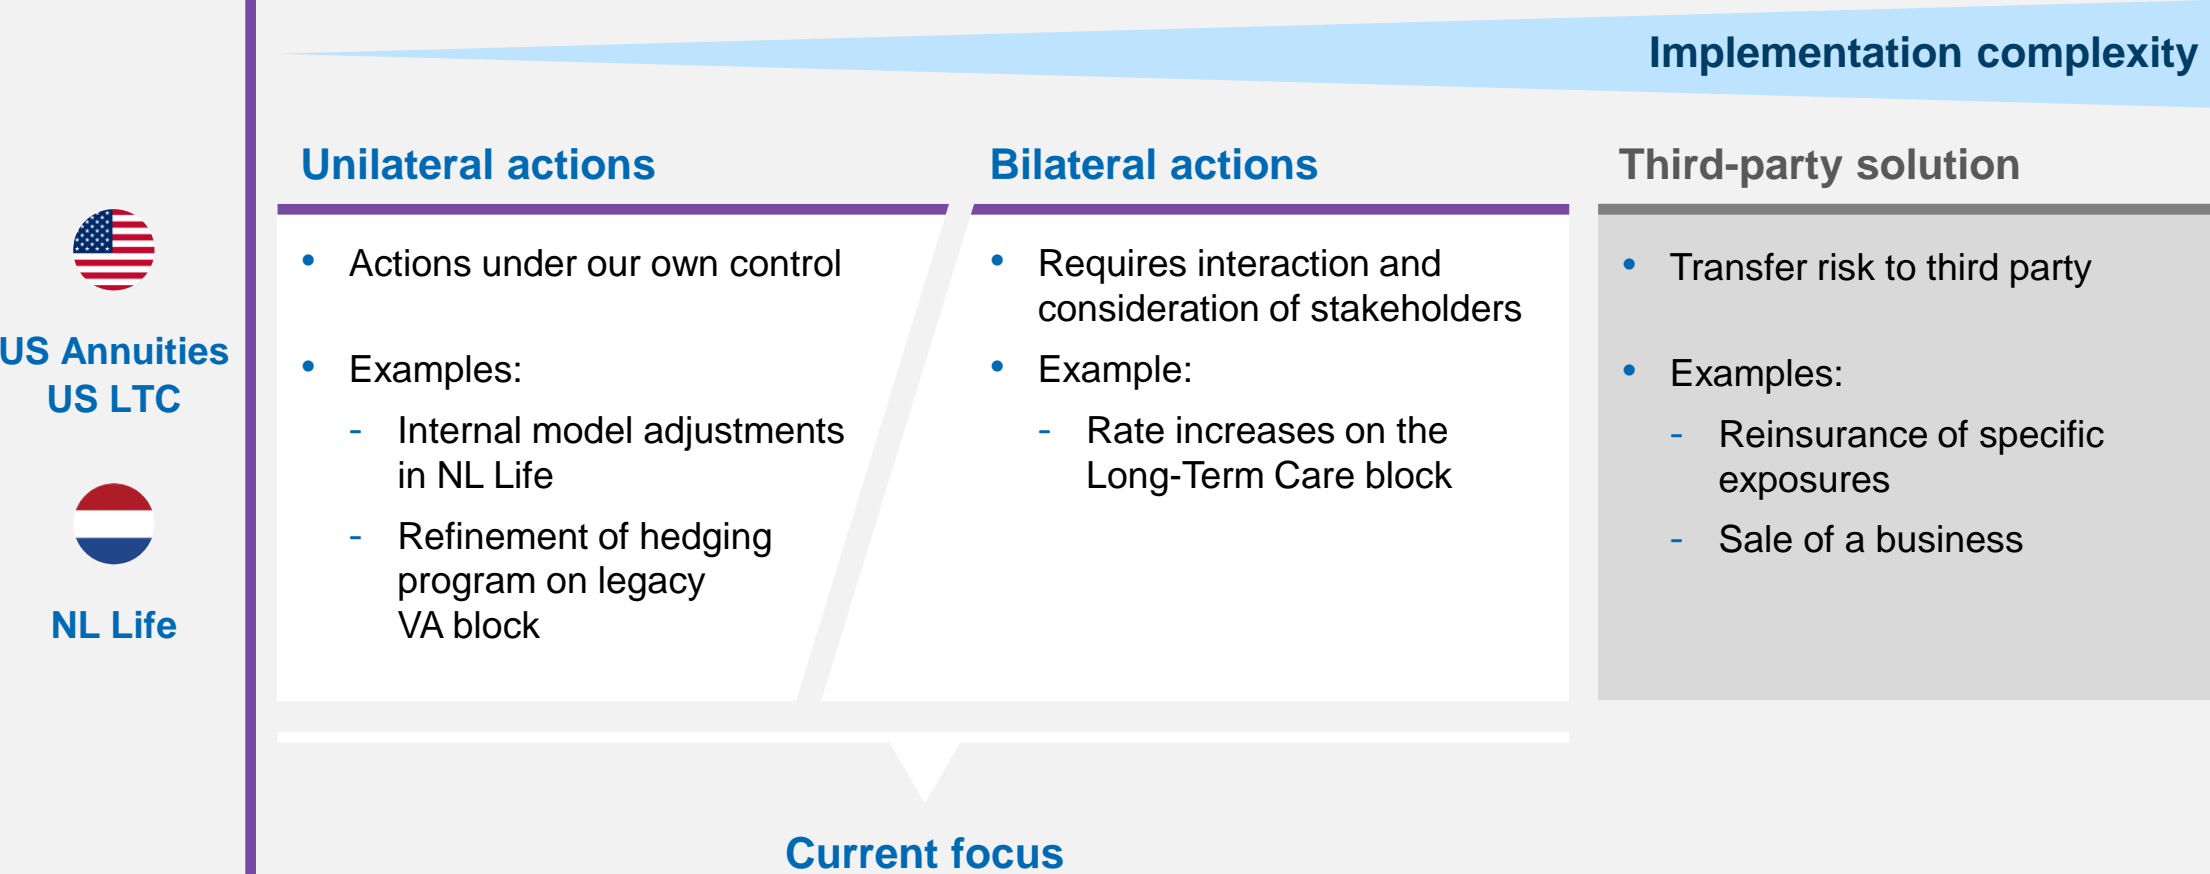 Implementation complexity
US Annuities
US LTC
NL Life
Unilateral actions
• Actions under our own control
• Examples:
- Internal model adjustments
in NL Life
- Refinement of hedging
program on legacy
VA block
Bilateral actions
• Requires interaction and
consideration of stakeholders
• Example:
- Rate increases on the
Long-Term Care block
Third-party solution
• Transfer risk to third party
• Examples:
- Reinsurance of specific
exposures
- Sale of a business
Current focus